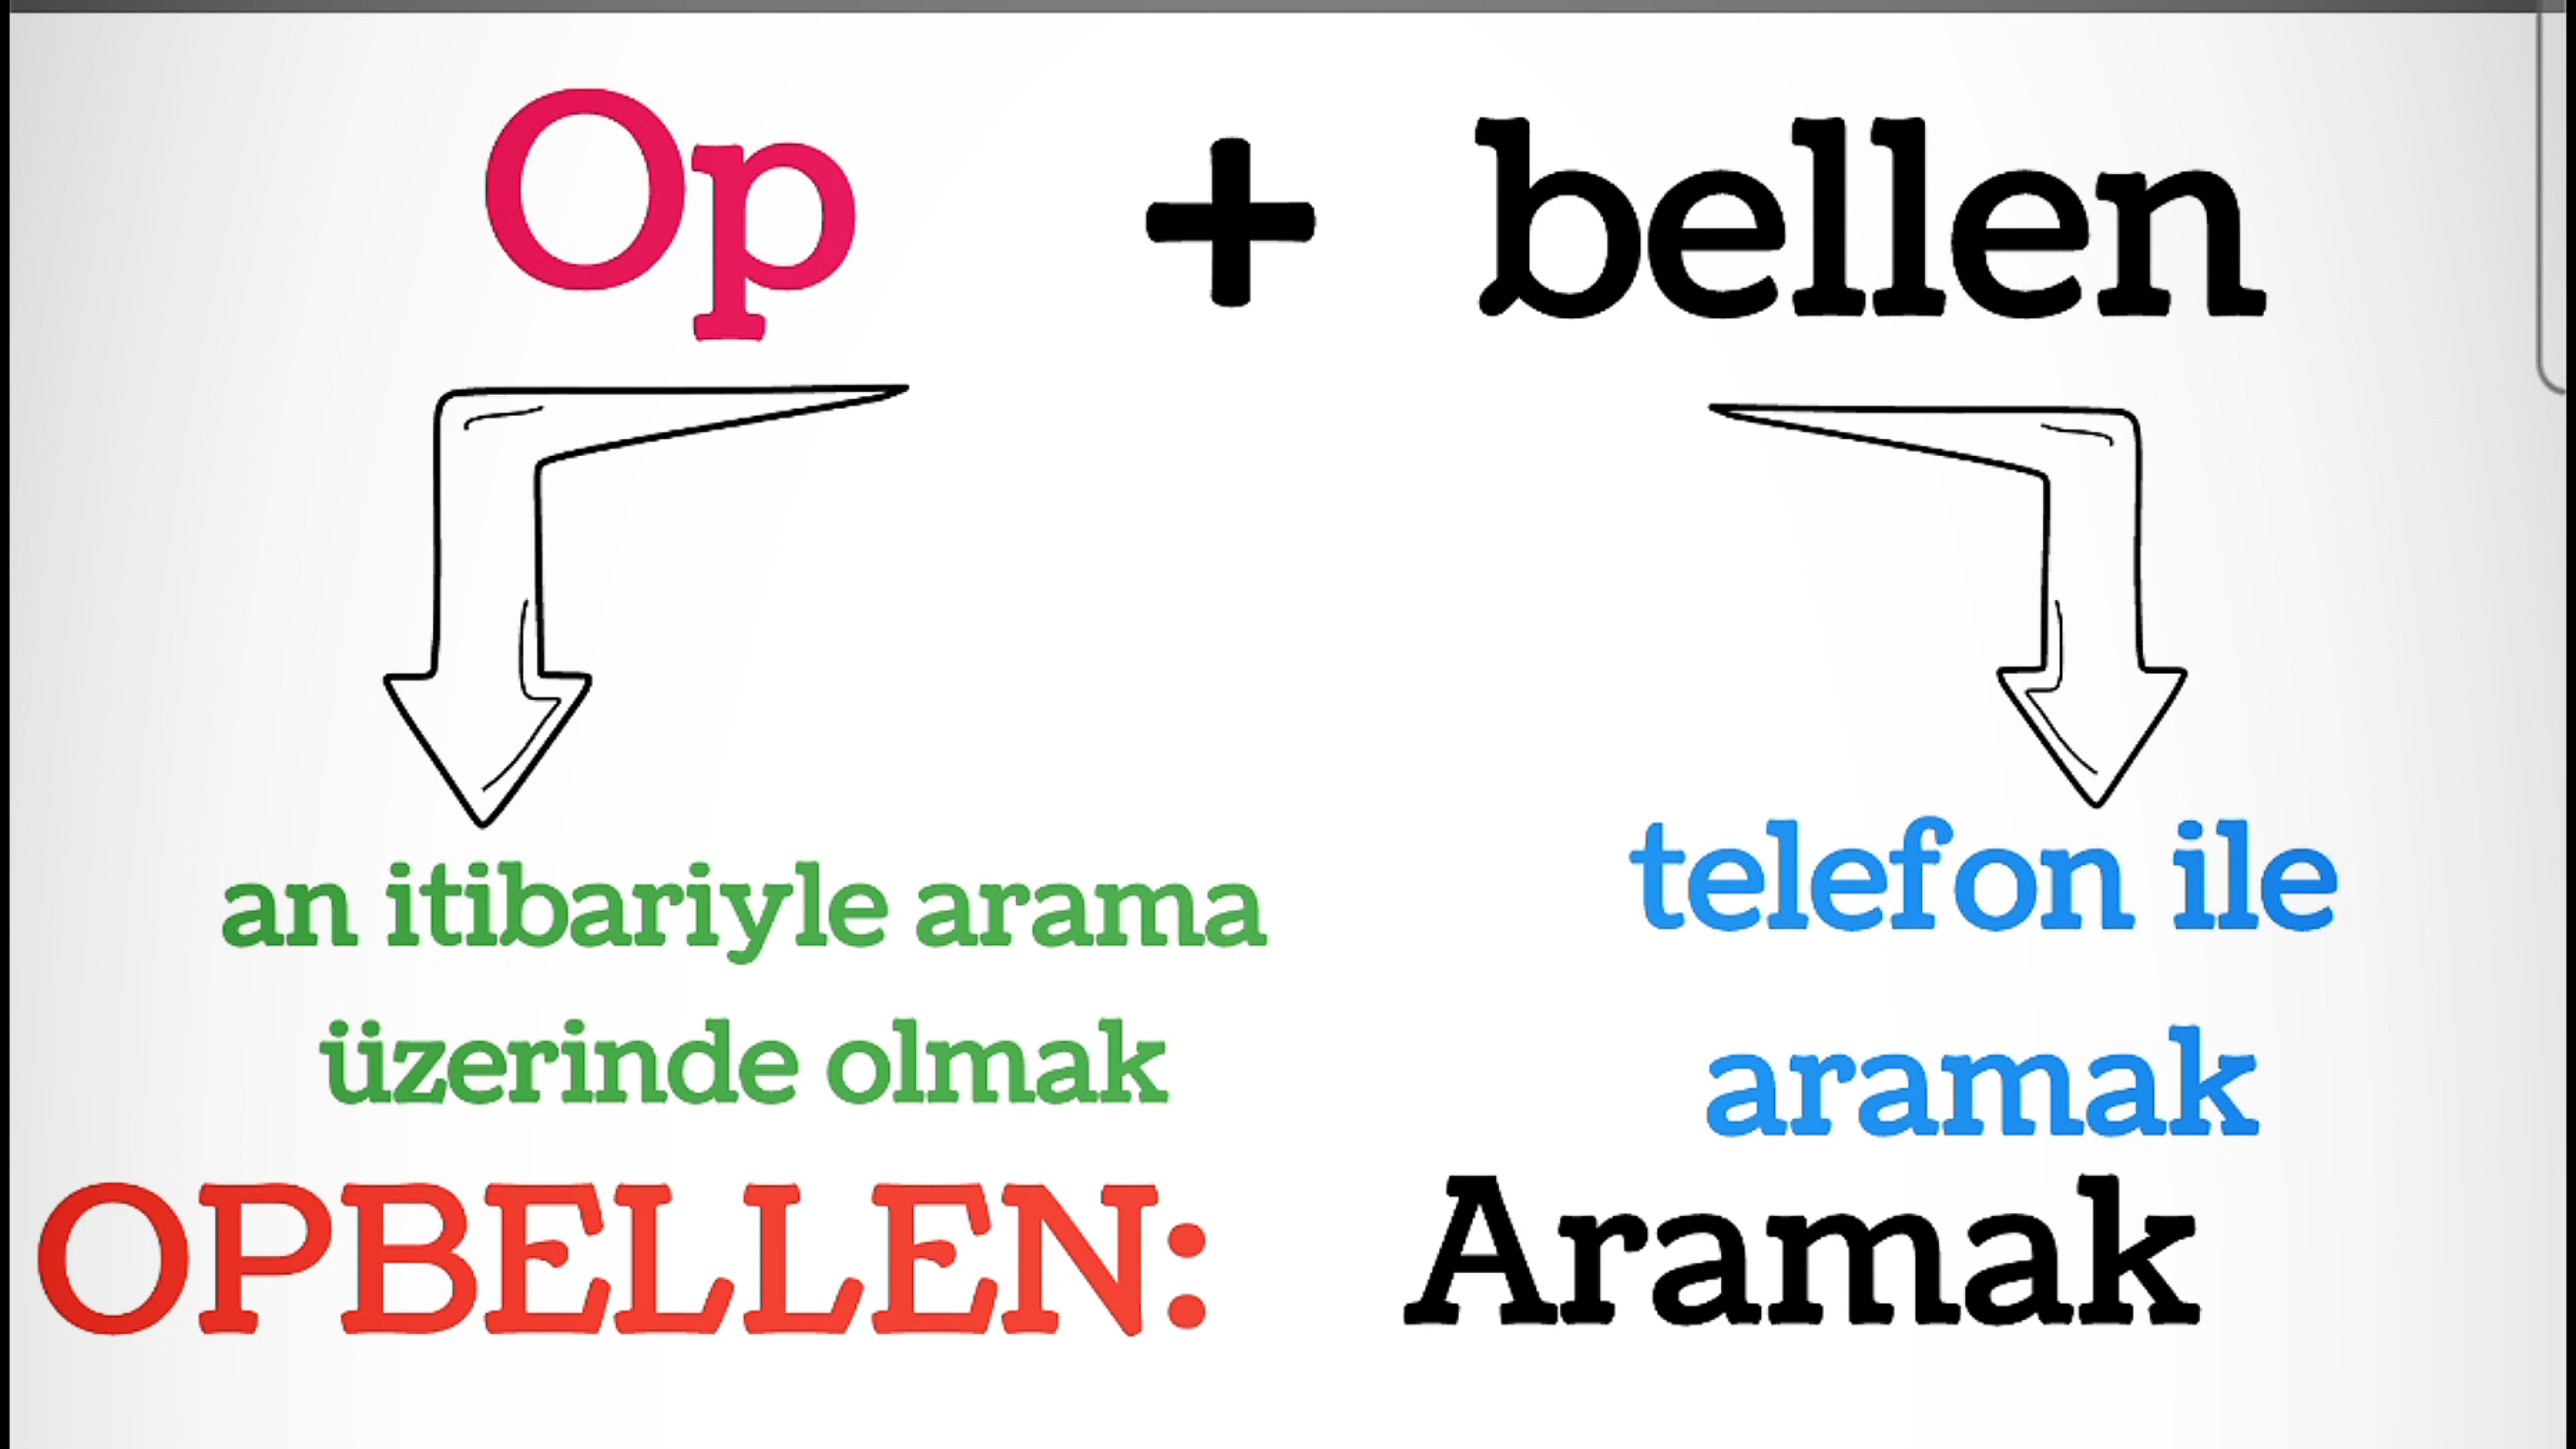 Op + bellen
an itibariyle arama
üzerinde olmak
telefon ile
aramak
OPBELLEN: Aramak